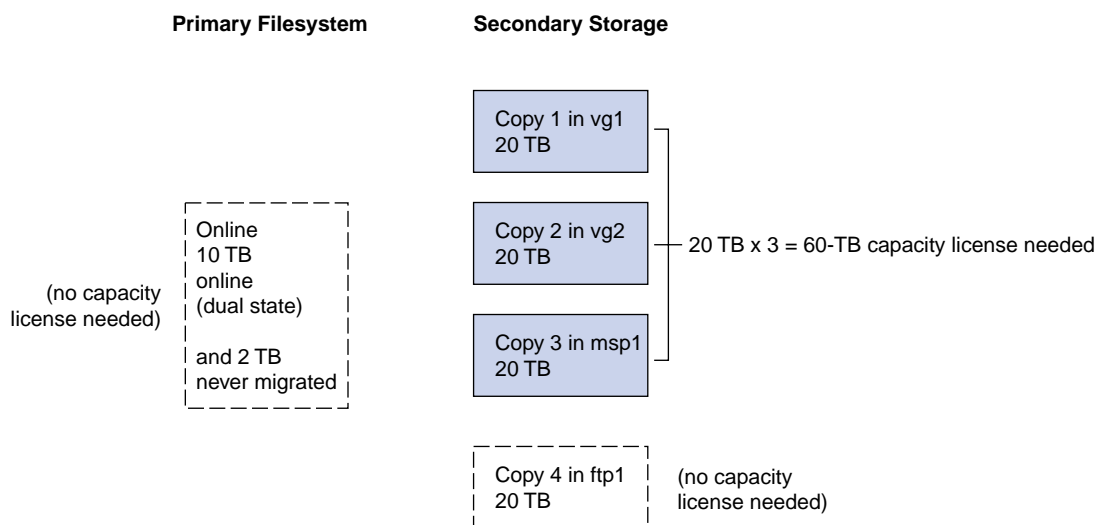 Primary Filesystem
Secondary Storage
Copy 1 in vg1
20 TB
Copy 2 in vg2
20 TB
Copy 3 in msp1
20 TB
20 TB x 3 = 60-TB capacity license needed
(no capacity
license needed)
Online
10 TB
online
(dual state)
and 2 TB
never migrated
Copy 4 in ftp1
20 TB
(no capacity
license needed)